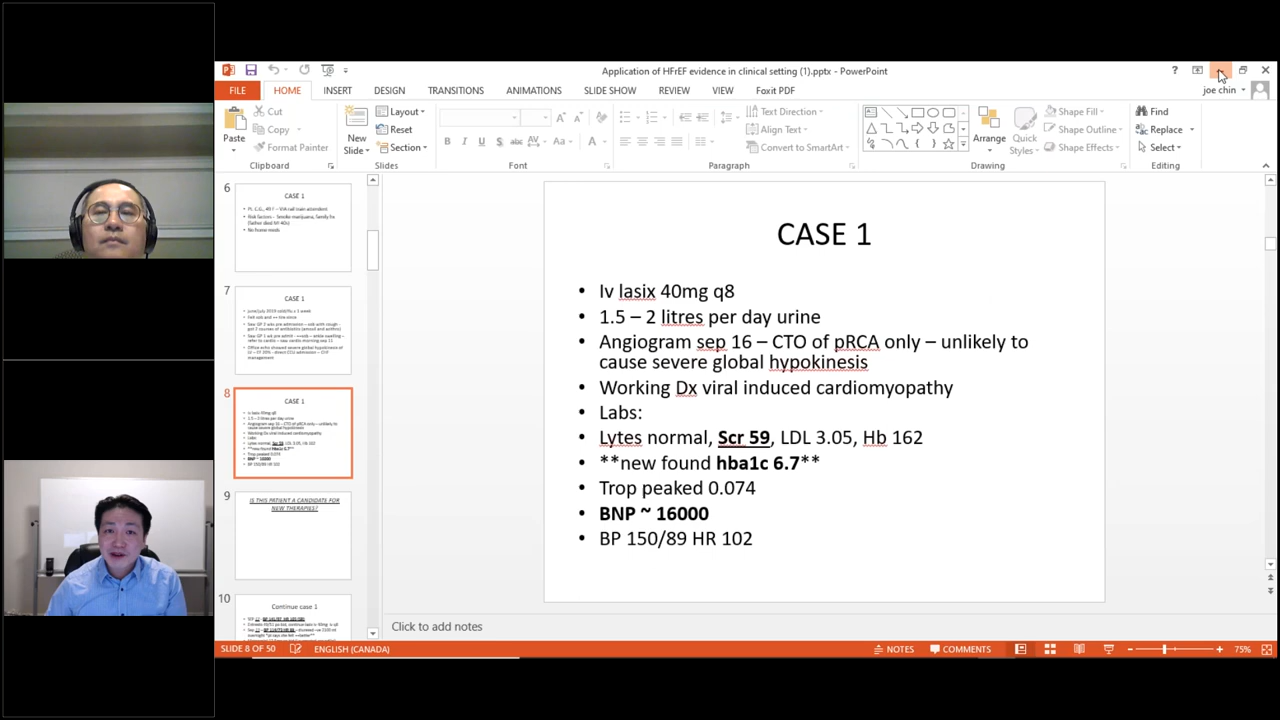 Application of HFrEF evidence in clinical setting (1).pptx - PowerPoint
joe chin
FILE HOME INSERT DESIGN TRANSITIONS ANIMATIONS SLIDE SHOW REVIEW VIEW Foxit PDF
Cut
Copy
Format Painter
Paste
Clipboard
New
Slide
Layout
Reset
Section
Slides
Font
Text Direction
Align Text
Convert to SmartArt
Paragraph
Arrange
Quick
Styles
Shape Fill
Shape Outline
Shape Effects
Drawing
Find
Replace
Select
Editing
6
CASE 1
7
CASE 1
8
CASE 1
9
IS THIS PATIENT A CANDIDATE FOR
NEW THERAPIES?
10
Continue case 1
CASE 1
• Iv lasix 40mg q8
• 1.5 – 2 litres per day urine
• Angiogram sep 16 – CTO of pRCA only – unlikely to
cause severe global hypokinesis
• Working Dx viral induced cardiomyopathy
• Labs:
• Lytes normal, Scr 59, LDL 3.05, Hb 162
• **new found hba1c 6.7**
• Trop peaked 0.074
• BNP ~ 16000
• BP 150/89 HR 102
Click to add notes
SLIDE 8 OF 50 ENGLISH (CANADA) NOTES COMMENTS 75%